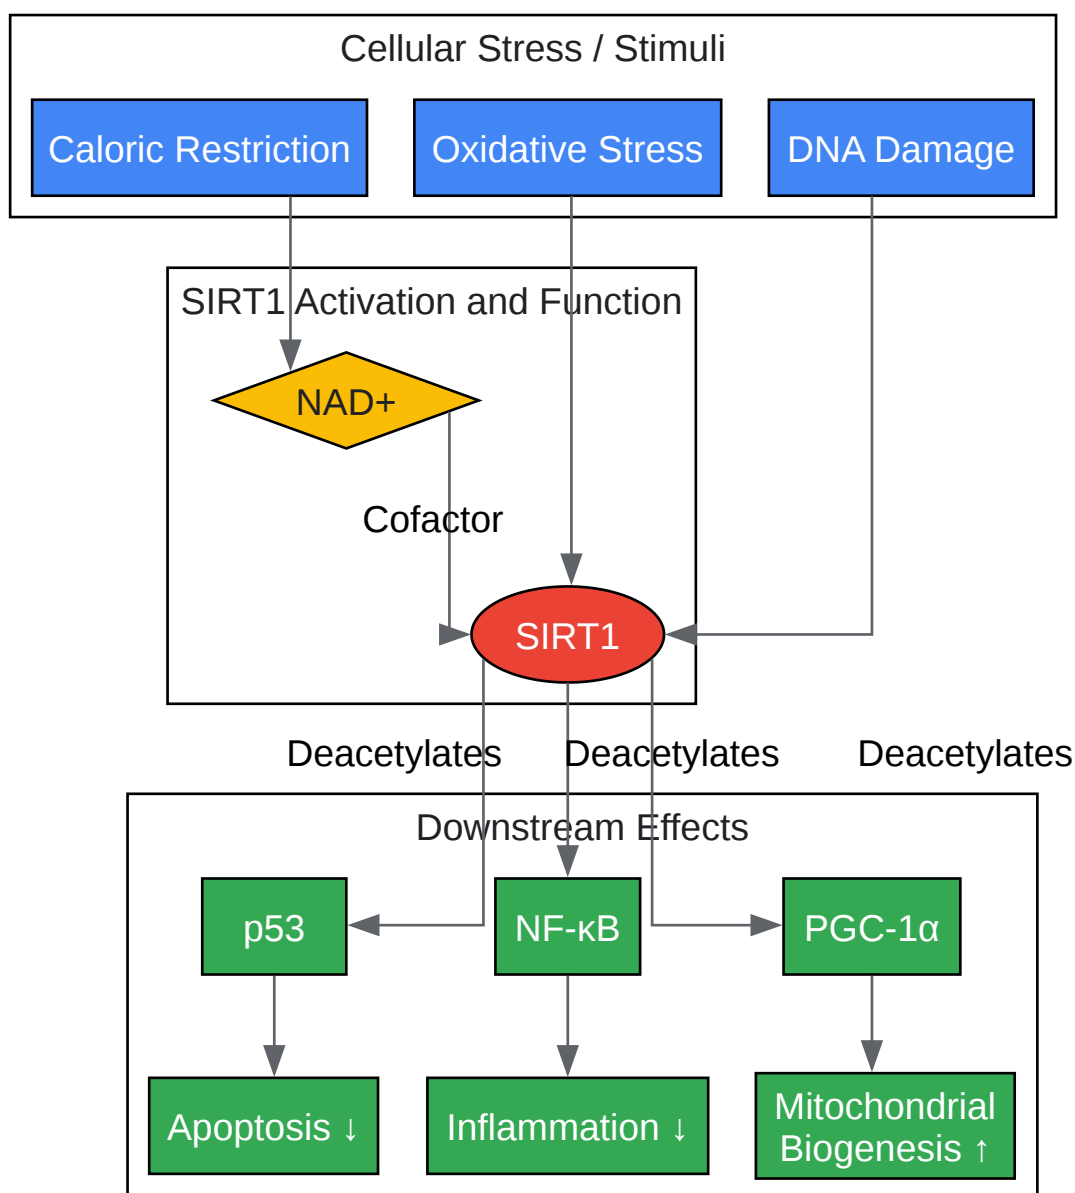 Cellular Stress / Stimuli
Caloric Restriction
Oxidative Stress
DNA Damage
SIRT1 Activation and Function
NAD+
Cofactor
SIRT1
Deacetylates
Deacetylates
Deacetylates
Downstream Effects
p53
NF-κB
PGC-1α
Apoptosis ↓
Inflammation ↓
Mitochondrial
Biogenesis ↑